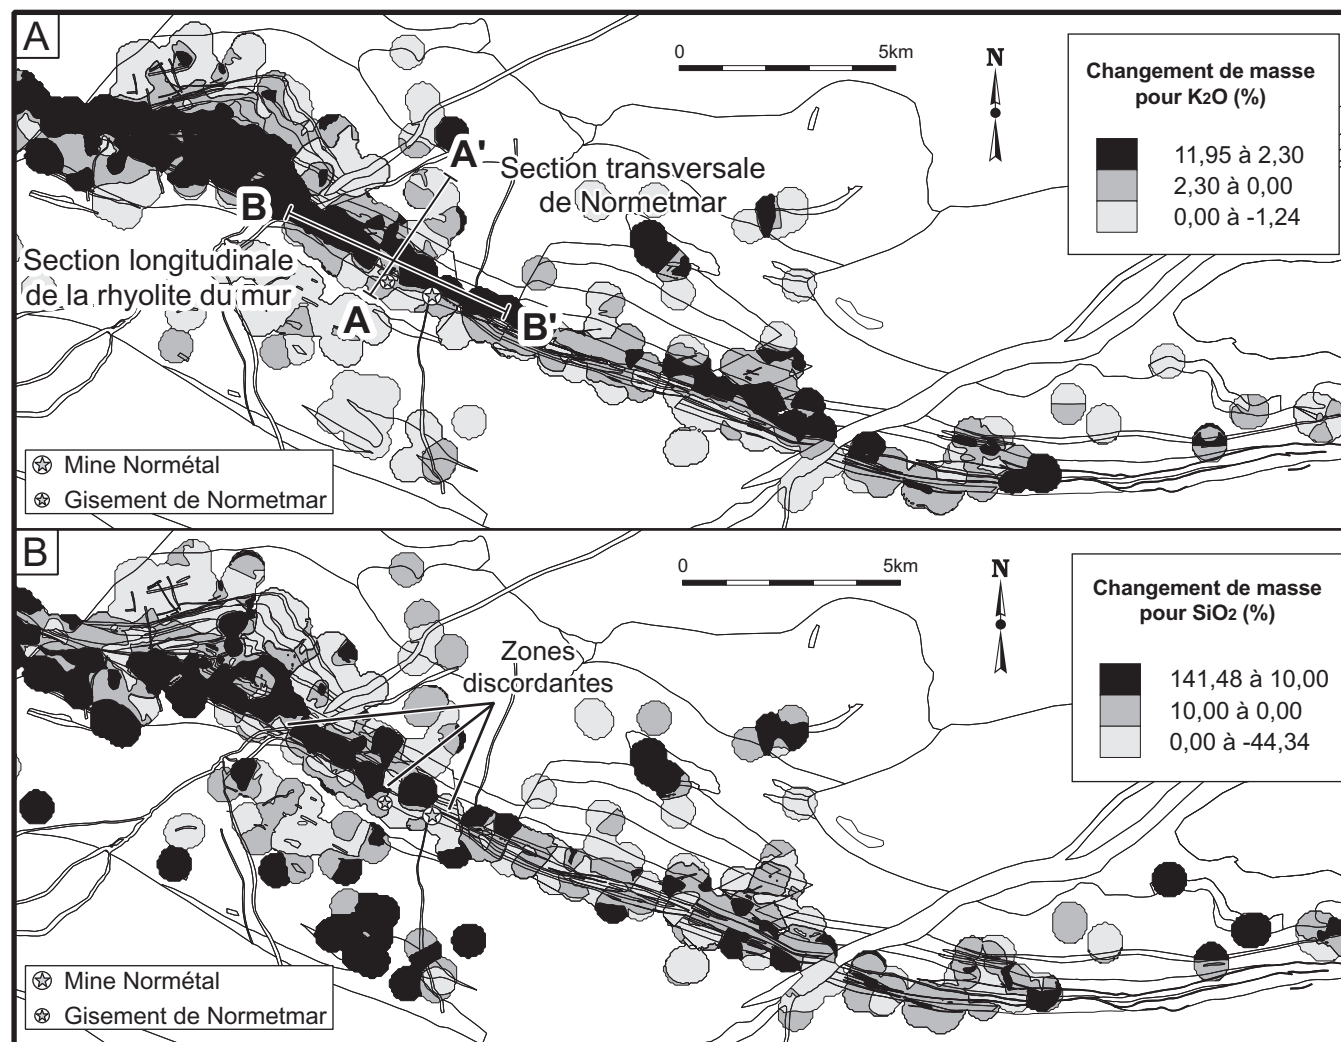 A
0 5km
N
Changement de masse
pour K2O (%)
11,95 à 2,30
2,30 à 0,00
0,00 à -1,24
A'
Section transversale
de Normetmar
B
Section longitudinale
de la rhyolite du mur
A
B'
Mine Normétal
Gisement de Normetmar
B
0 5km
N
Changement de masse
pour SiO2 (%)
141,48 à 10,00
10,00 à 0,00
0,00 à -44,34
Zones
discordantes
Mine Normétal
Gisement de Normetmar